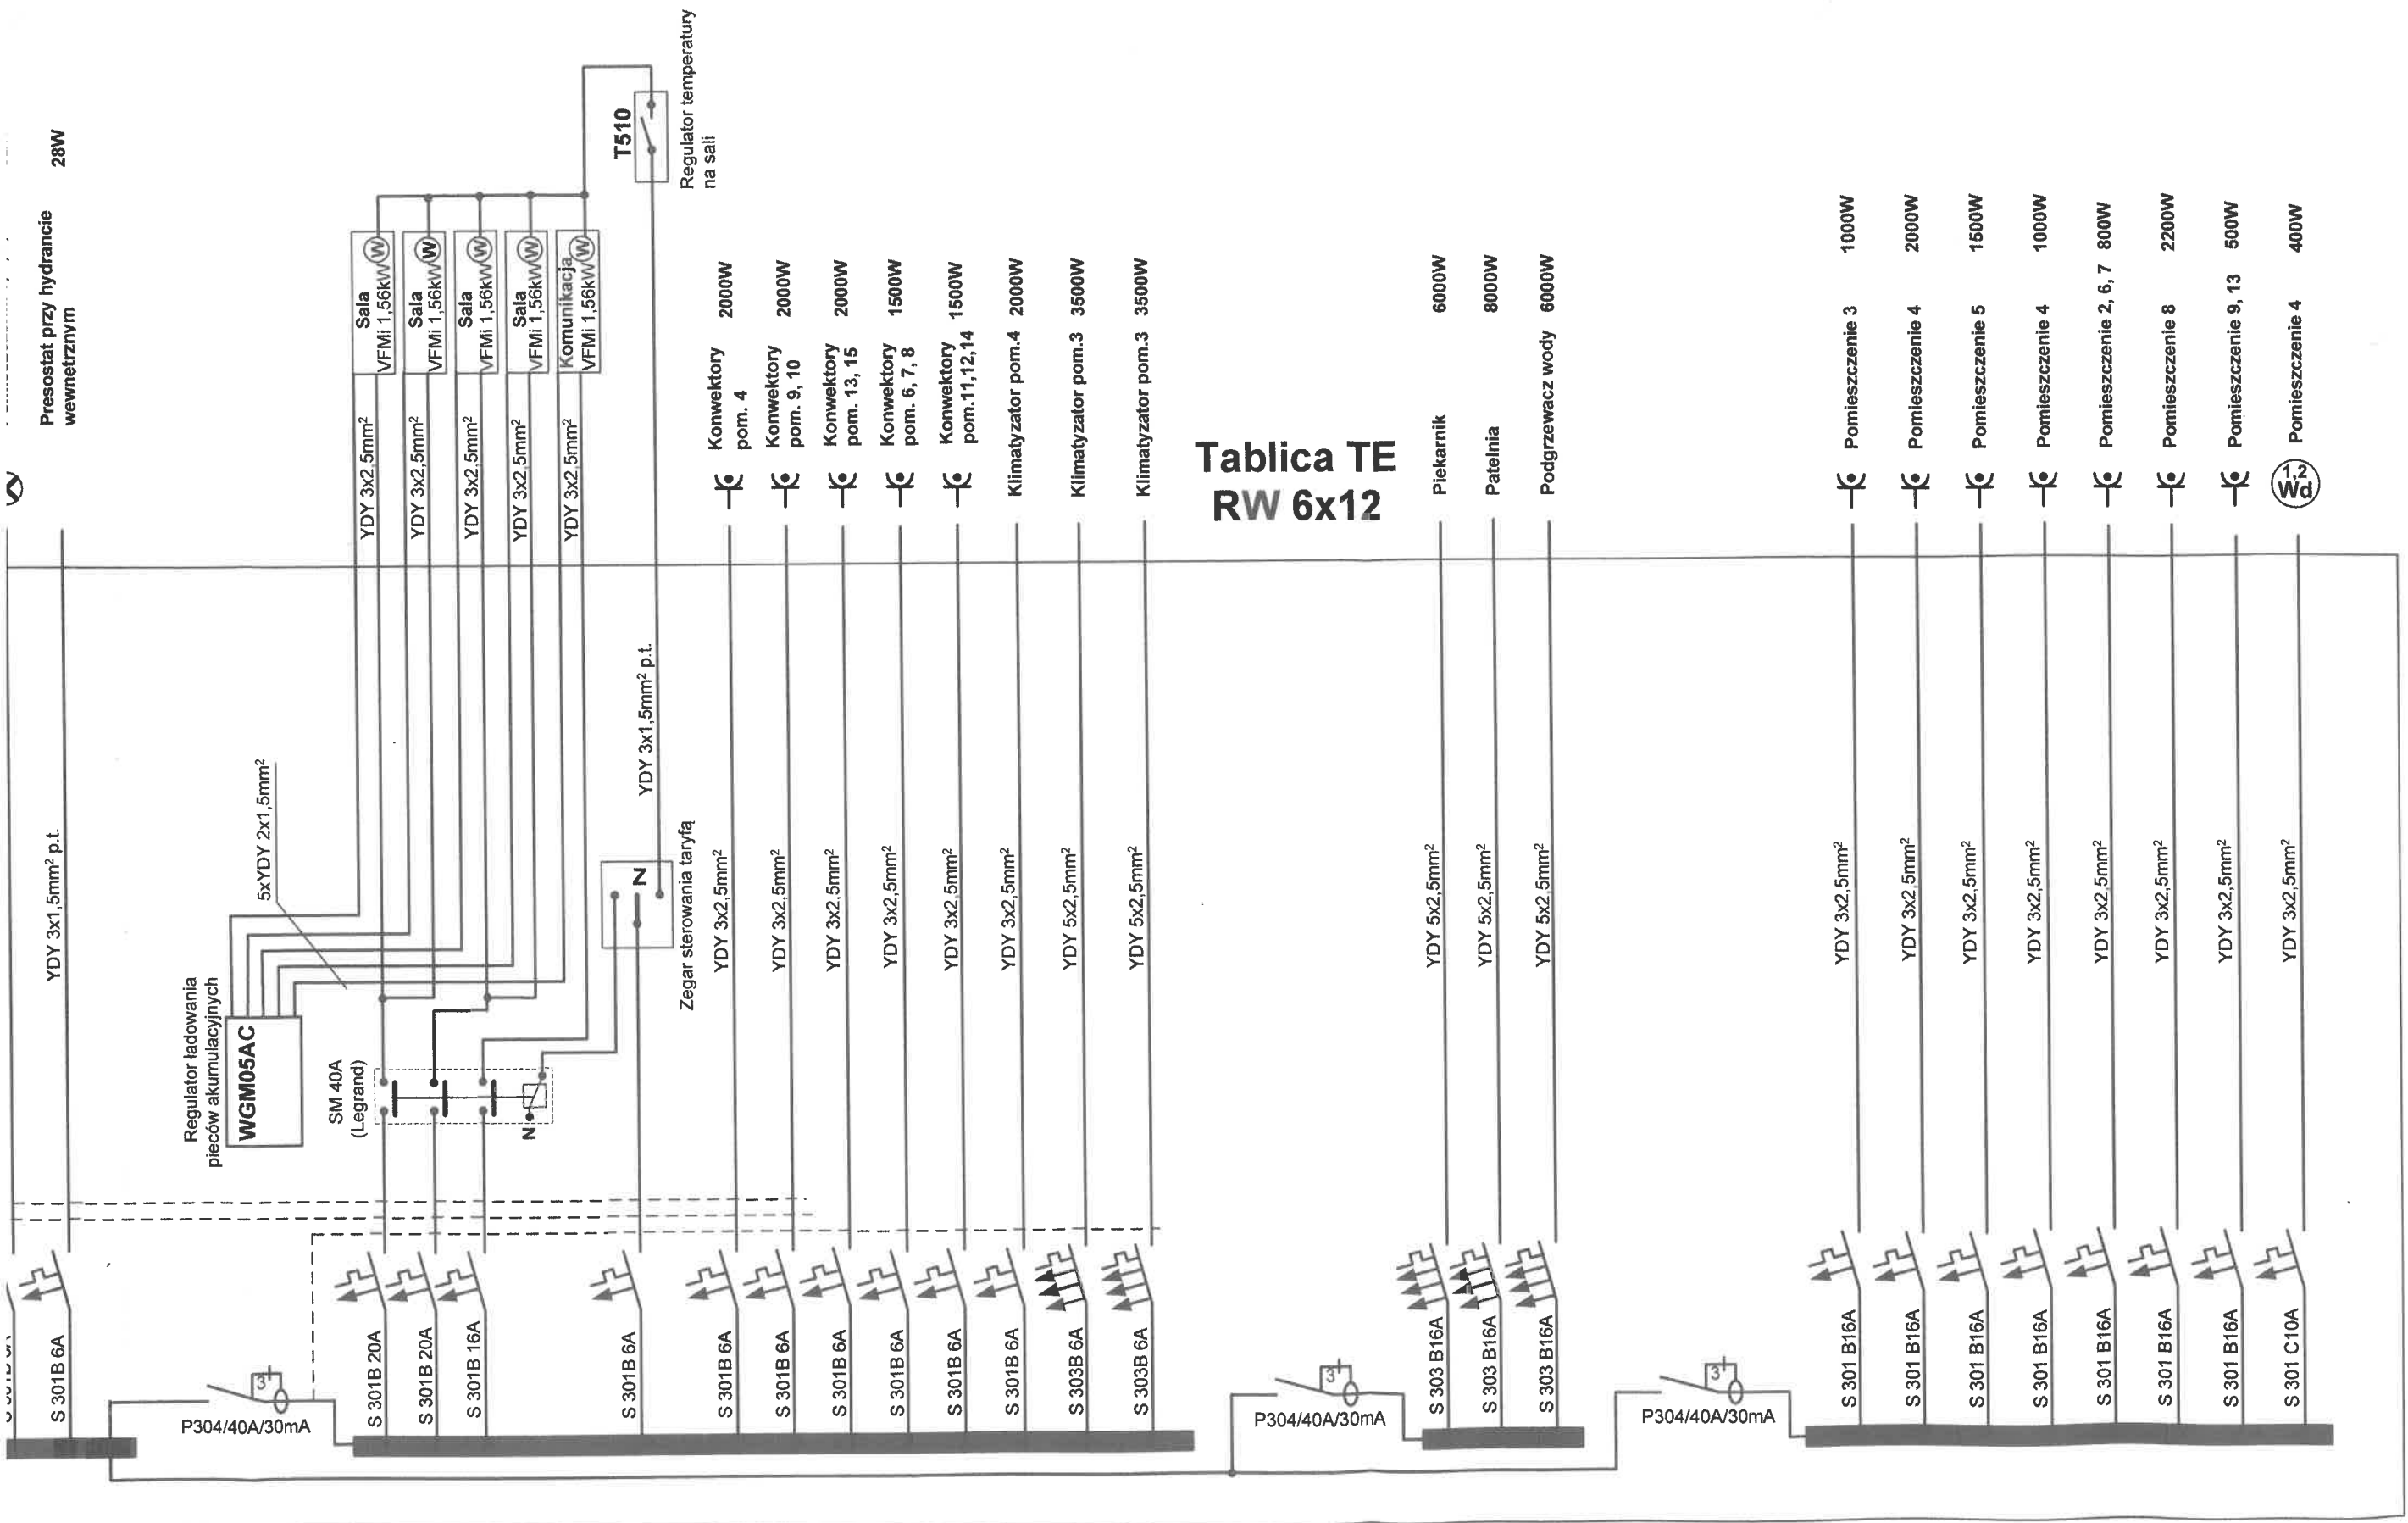 Presostat przy hydrancie
wewnętrznym
28W
YDY 3x1,5mm² p.t.
S 301B 6A
P304/40A/30mA
3
Regulator ładowania
pieców akumulacyjnych
WGM05AC
5xYDY 2x1,5mm²
SM 40A
(Legrand)
N
Sala
VFMi 1,56kW
W
YDY 3x2,5mm²
S 301B 20A
Sala
VFMi 1,56kW
W
YDY 3x2,5mm²
S 301B 20A
Sala
VFMi 1,56kW
W
YDY 3x2,5mm²
S 301B 16A
Sala
VFMi 1,56kW
W
YDY 3x2,5mm²
Komunikacja
VFMi 1,56kW
W
YDY 3x2,5mm²
T510
Regulator temperatury
na sali
YDY 3x1,5mm² p.t.
N
Zegar sterowania taryfą
S 301B 6A
Konwektory
pom. 4
2000W
YDY 3x2,5mm²
S 301B 6A
Konwektory
pom. 9, 10
2000W
YDY 3x2,5mm²
S 301B 6A
Konwektory
pom. 13, 15
2000W
YDY 3x2,5mm²
S 301B 6A
Konwektory
pom. 6, 7, 8
1500W
YDY 3x2,5mm²
S 301B 6A
Konwektory
pom.11,12,14
1500W
YDY 3x2,5mm²
S 301B 6A
Klimatyzator pom.4 2000W
YDY 3x2,5mm²
S 301B 6A
Klimatyzator pom.3 3500W
YDY 5x2,5mm²
S 303B 6A
Klimatyzator pom.3 3500W
YDY 5x2,5mm²
S 303B 6A
Tablica TE
RW 6x12
P304/40A/30mA
3
Piekarnik 6000W
YDY 5x2,5mm²
S 303 B16A
Patelnia 8000W
YDY 5x2,5mm²
S 303 B16A
Podgrzewacz wody 6000W
YDY 5x2,5mm²
S 303 B16A
P304/40A/30mA
3
Pomieszczenie 3 1000W
YDY 3x2,5mm²
S 301 B16A
Pomieszczenie 4 2000W
YDY 3x2,5mm²
S 301 B16A
Pomieszczenie 5 1500W
YDY 3x2,5mm²
S 301 B16A
Pomieszczenie 4 1000W
YDY 3x2,5mm²
S 301 B16A
Pomieszczenie 2, 6, 7 800W
YDY 3x2,5mm²
S 301 B16A
Pomieszczenie 8 2200W
YDY 3x2,5mm²
S 301 B16A
Pomieszczenie 9, 13 500W
YDY 3x2,5mm²
S 301 B16A
1,2
Wd
Pomieszczenie 4 400W
YDY 3x2,5mm²
S 301 C10A